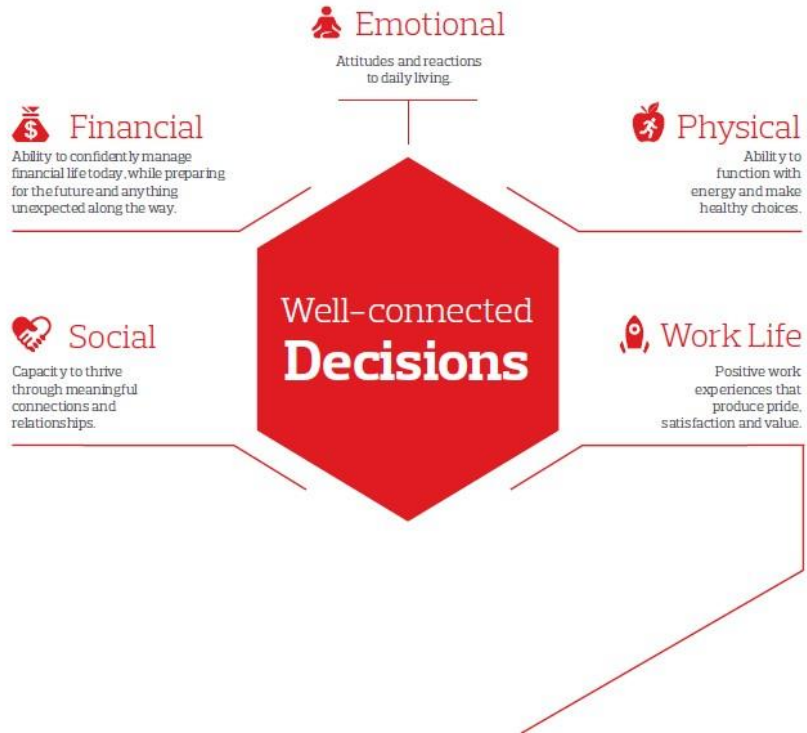 Emotional
Attitudes and reactions
to daily living.
$ Financial
Ability to confidently manage
financial life today, while preparing
for the future and anything
unexpected along the way.
Physical
Ability to
function with
energy and make
healthy choices.
Well-connected
Decisions
Social
Capacity to thrive
through meaningful
connections and
relationships.
Work Life
Positive work
experiences that
produce pride,
satisfaction and value.